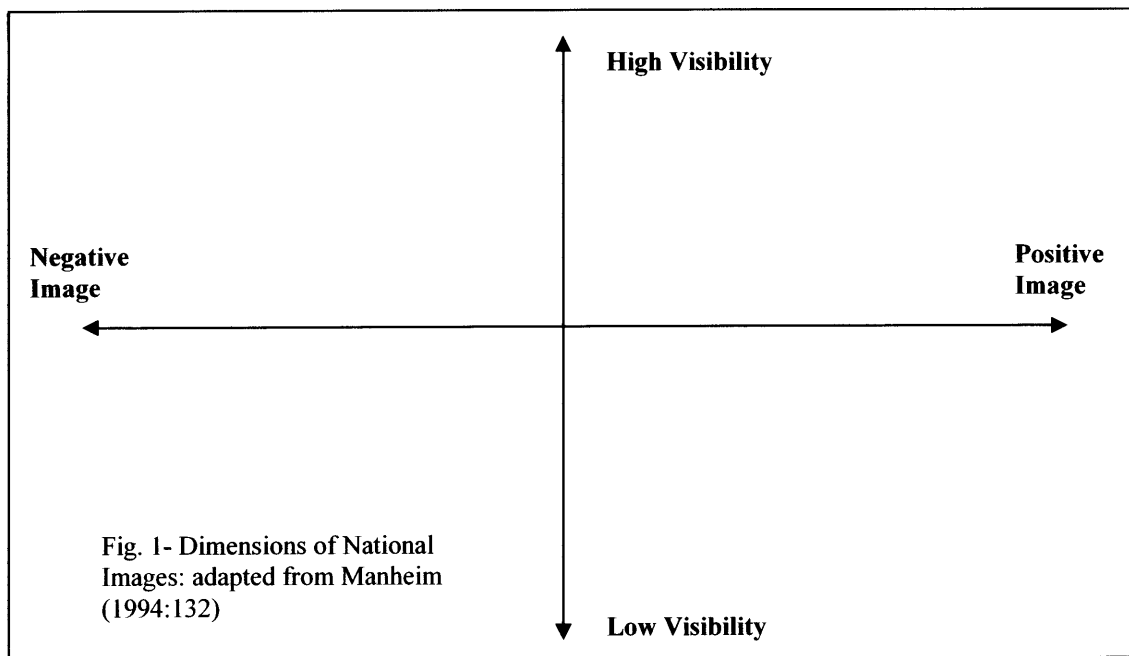 High Visibility
Negative
Image
Positive
Image
Fig. 1- Dimensions of National
Images: adapted from Manheim
(1994:132)
Low Visibility